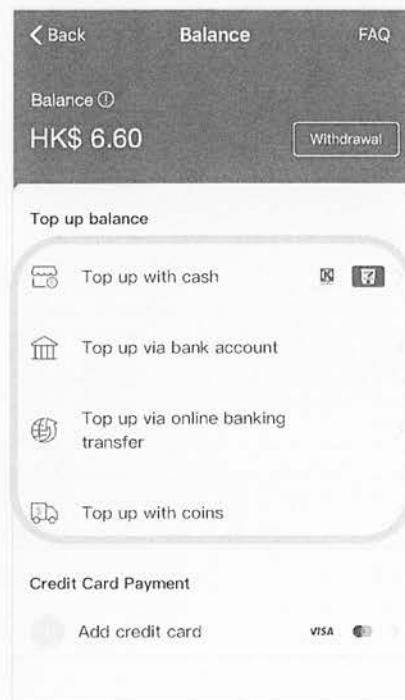 Back Balance FAQ
Balance
HK$ 6.60 Withdrawal
Top up balance
Top up with cash K
Top up via bank account
Top up via online banking
transfer
Top up with coins
Credit Card Payment
Add credit card VISA